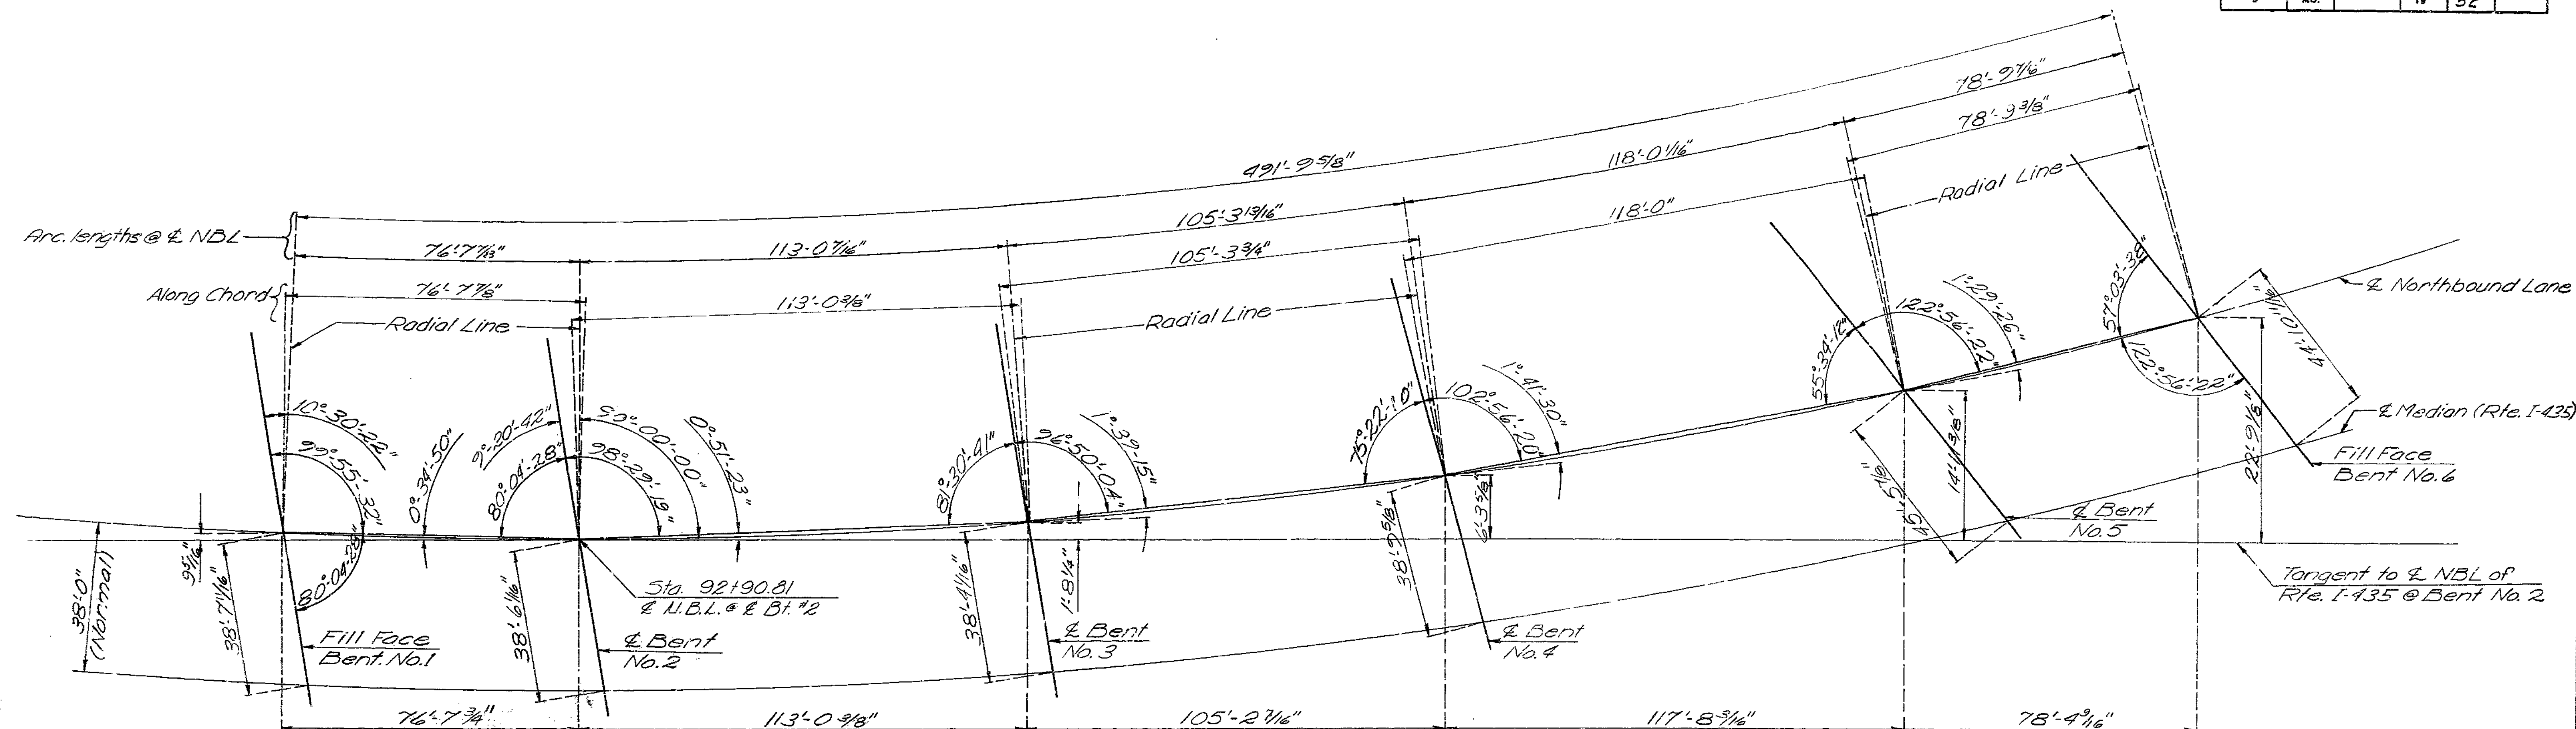 MO.
19
52
491'-9 5/8"
78'-9 7/16"
78'-9 3/8"
118'-0 1/16"
118'-0"
Radial Line
Arc. lengths @ ℄ NBL
76'-7 7/8"
113'-0 7/16"
105'-3 13/16"
105'-3 3/4"
Along Chord
76'-7 7/8"
113'-0 3/8"
Radial Line
Radial Line
℄ Northbound Lane
10°-30'-22"
99°-55'-32"
80°-04'-28"
0°-34'-50"
9°-20'-42"
80°-04'-28"
90°-00'-00"
98°-29'-19"
0°-51'-23"
81°-30'-41"
96°-50'-04"
1°-39'-15"
75°-22'-10"
102°-56'-20"
1°-41'-30"
55°-34'-12"
122°-56'-22"
1°-29'-26"
57°-03'-38"
122°-56'-22"
44'-10 11/16"
℄ Median (Rte. I-435)
Fill Face
Bent No. 6
22'-9 1/8"
14'-1 3/8"
45'-5 1/16"
℄ Bent
No. 5
6'-3 5/8"
38'-9 5/8"
1'-8 1/4"
38'-4 1/16"
38'-6 1/16"
38'-7 1/16"
9 5/16"
38'-0"
(Normal)
Sta. 92+90.81
℄ N.B.L. @ ℄ Bt. #2
Tangent to ℄ NBL of
Rte. I-435 @ Bent No. 2
Fill Face
Bent. No. 1
℄ Bent
No. 2
℄ Bent
No. 3
℄ Bent
No. 4
76'-7 3/4"
113'-0 3/8"
105'-2 7/16"
117'-8 3/16"
78'-4 9/16"